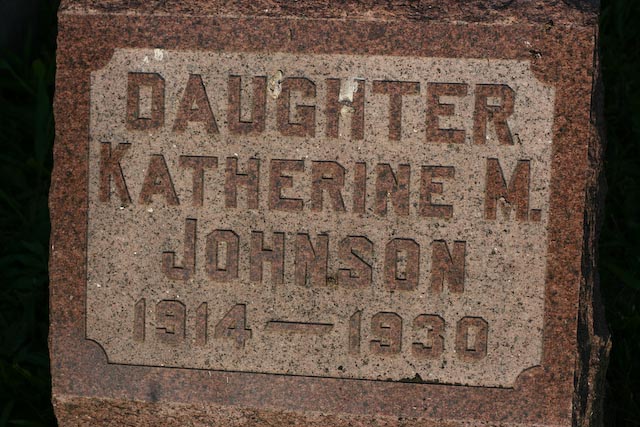 DAUGHTER
KATHERINE M.
JOHNSON
1914 — 1930